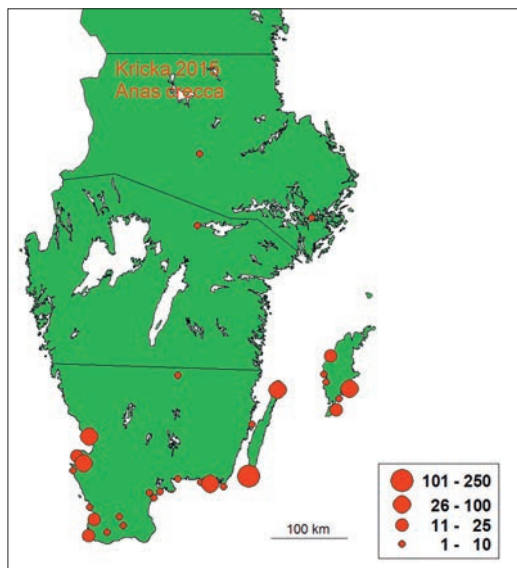 Kricka 2015
Anas crecca
101 - 250
26 - 100
11 - 25
1 - 10
100 km